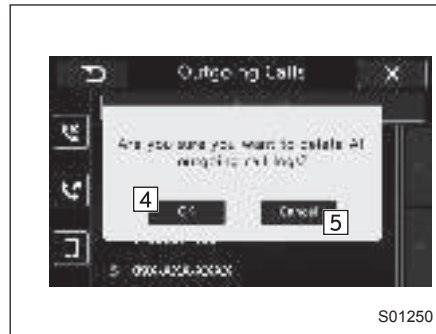 Outgoing Calls
Are you sure you want to delete All
outgoing call logs?
4
OK
Cancel
5
S01250